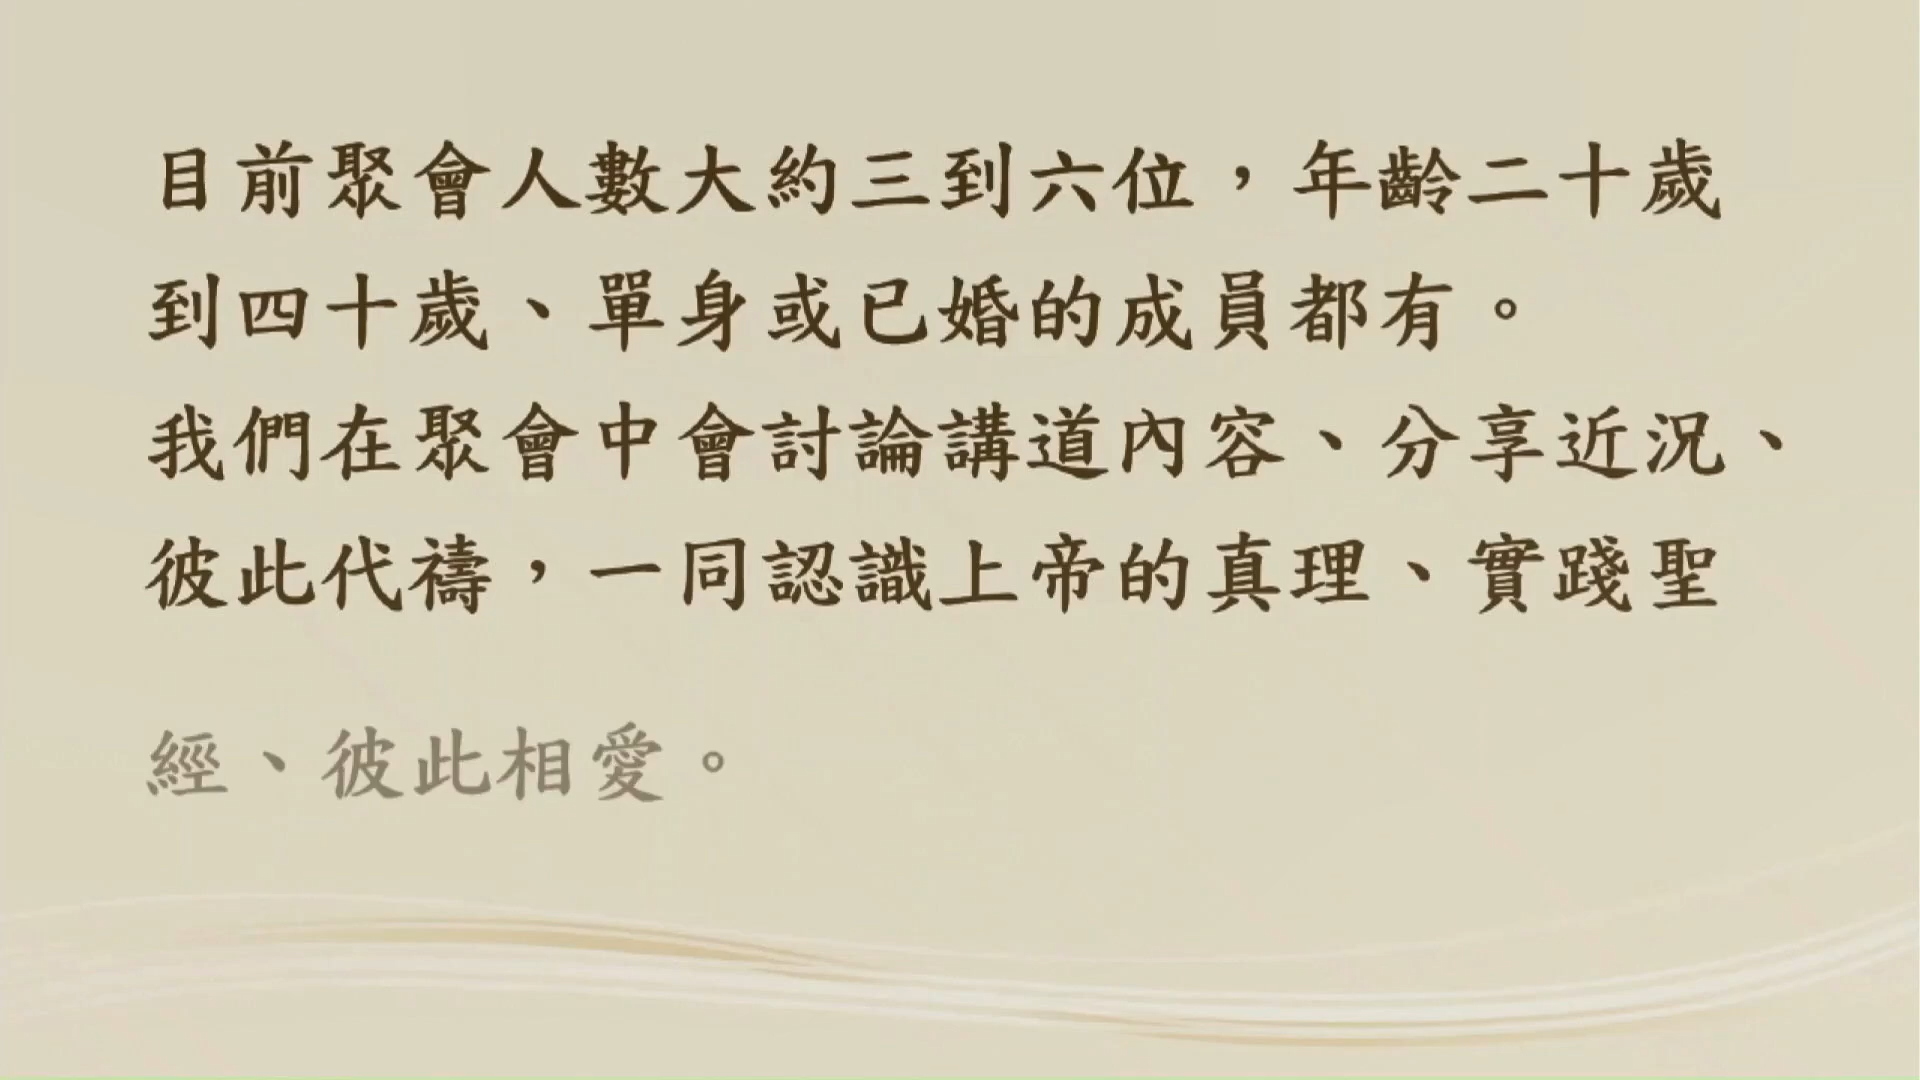 目前聚會人數大約三到六位，年齡二十歲
到四十歲、單身或已婚的成員都有。
我們在聚會中會討論講道內容、分享近況、
彼此代禱，一同認識上帝的真理、實踐聖
經、彼此相愛。